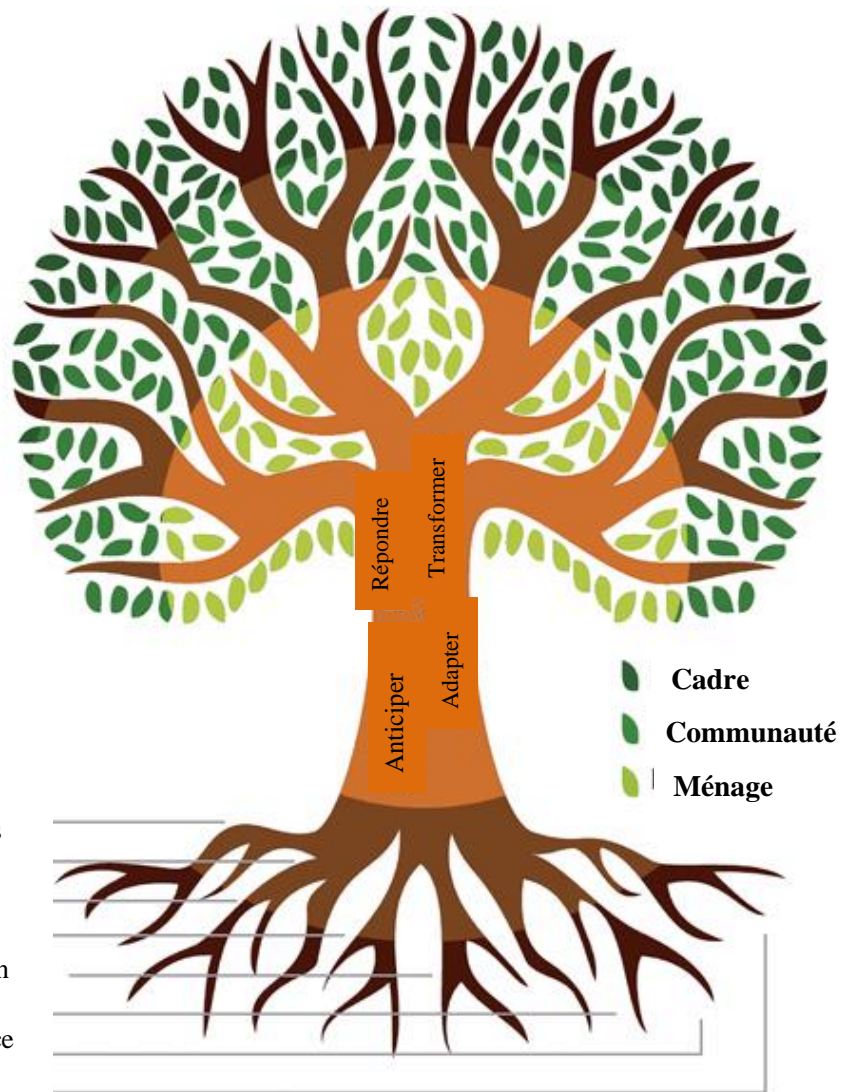 Répondre
Transformer
Anticiper
Adapter
Cadre
Communauté
Ménage